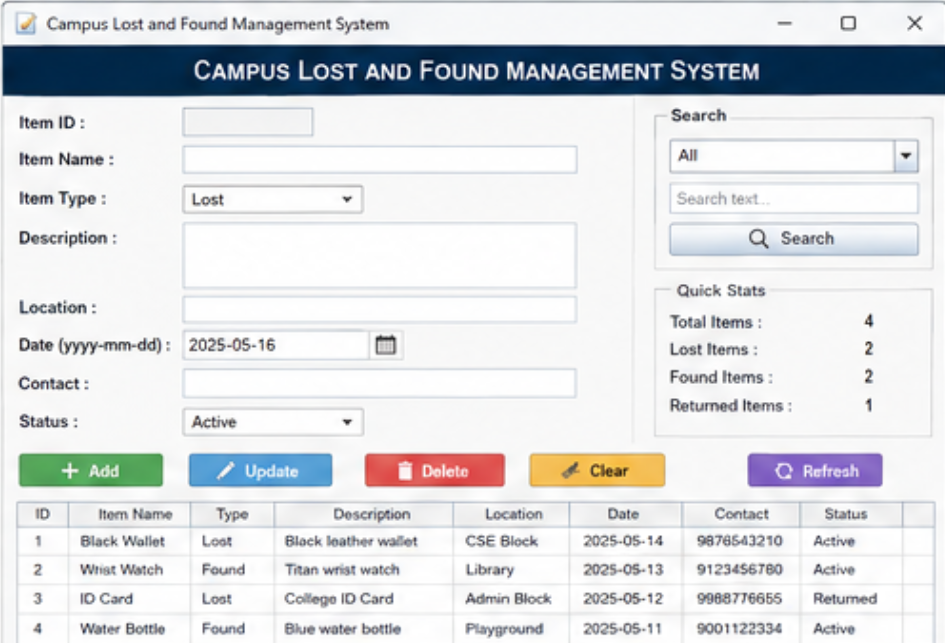 Campus Lost and Found Management System
CAMPUS LOST AND FOUND MANAGEMENT SYSTEM
Item ID :
Item Name :
Item Type : Lost
Description :
Location :
Date (yyyy-mm-dd) : 2025-05-16
Contact :
Status : Active
Search
All
Search text...
Search
Quick Stats
Total Items : 4
Lost Items : 2
Found Items : 2
Returned Items : 1
Add Update Delete Clear Refresh
ID Item Name Type Description Location Date Contact Status
1 Black Wallet Lost Black leather wallet CSE Block 2025-05-14 9876543210 Active
2 Wrist Watch Found Titan wrist watch Library 2025-05-13 9123456780 Active
3 ID Card Lost College ID Card Admin Block 2025-05-12 9988776655 Returned
4 Water Bottle Found Blue water bottle Playground 2025-05-11 9001122334 Active